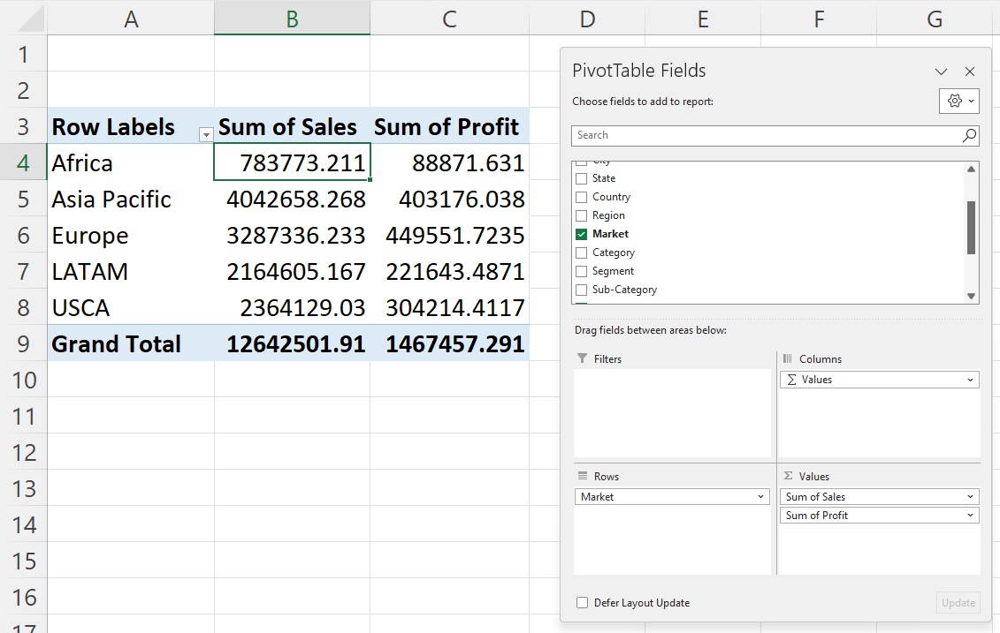 A B C D E F G
1
2
3 Row Labels Sum of Sales Sum of Profit
4 Africa 783773.211 88871.631
5 Asia Pacific 4042658.268 403176.038
6 Europe 3287336.233 449551.7235
7 LATAM 2164605.167 221643.4871
8 USCA 2364129.03 304214.4117
9 Grand Total 12642501.91 1467457.291
10
11
12
13
14
15
16
17
PivotTable Fields
Choose fields to add to report:
Search
City
State
Country
Region
Market
Category
Segment
Sub-Category
Drag fields between areas below:
Filters
Columns
Σ Values
Rows
Market
Σ Values
Sum of Sales
Sum of Profit
Defer Layout Update
Update